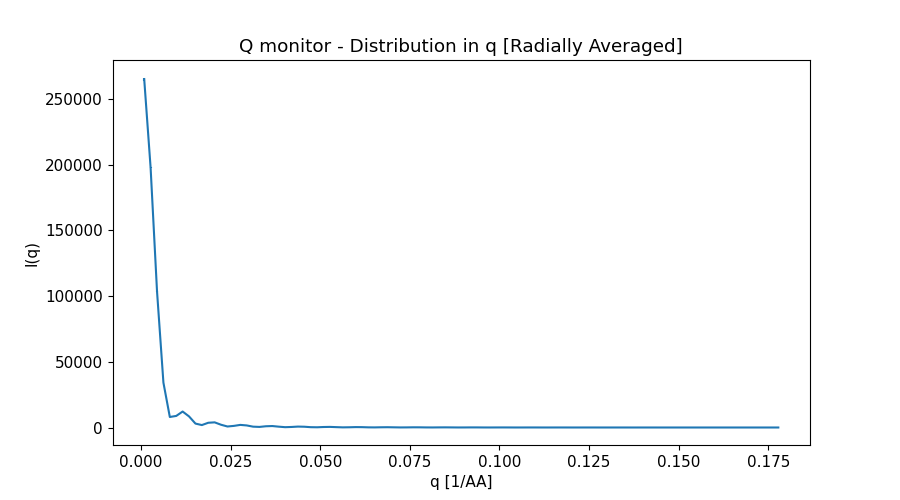 Q monitor - Distribution in q [Radially Averaged]
I(q)
250000
200000
150000
100000
50000
0
0.000 0.025 0.050 0.075 0.100 0.125 0.150 0.175
q [1/AA]